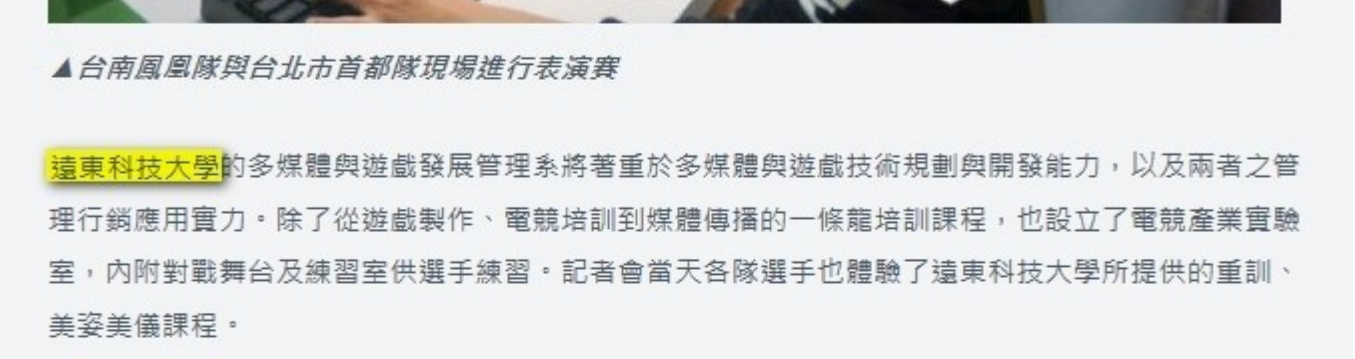 ▲台南鳳凰隊與台北市首都隊現場進行表演賽
遠東科技大學的多媒體與遊戲發展管理系將著重於多媒體與遊戲技術規劃與開發能力，以及兩者之管
理行銷應用實力。除了從遊戲製作、電競培訓到媒體傳播的一條龍培訓課程，也設立了電競產業實驗
室，內附對戰舞台及練習室供選手練習。記者會當天各隊選手也體驗了遠東科技大學所提供的重訓、
美姿美儀課程。